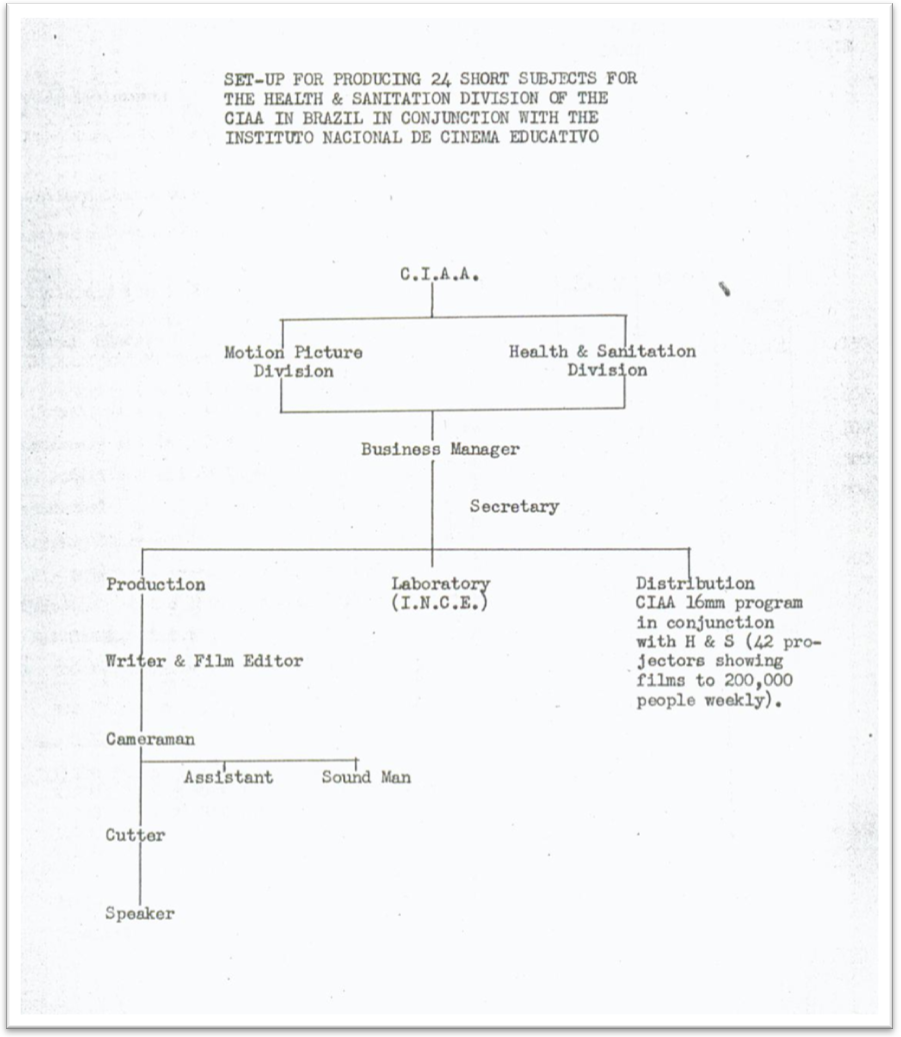 SET-UP FOR PRODUCING 24 SHORT SUBJECTS FOR
THE HEALTH & SANITATION DIVISION OF THE
CIAA IN BRAZIL IN CONJUNCTION WITH THE
INSTITUTO NACIONAL DE CINEMA EDUCATIVO
C.I.A.A.
Motion Picture
Division
Health & Sanitation
Division
Business Manager
Secretary
Production
Laboratory
(I.N.C.E.)
Distribution
CIAA 16mm program
in conjunction
with H & S (42 pro-
jectors showing
films to 200,000
people weekly).
Writer & Film Editor
Cameraman
Assistant
Sound Man
Cutter
Speaker